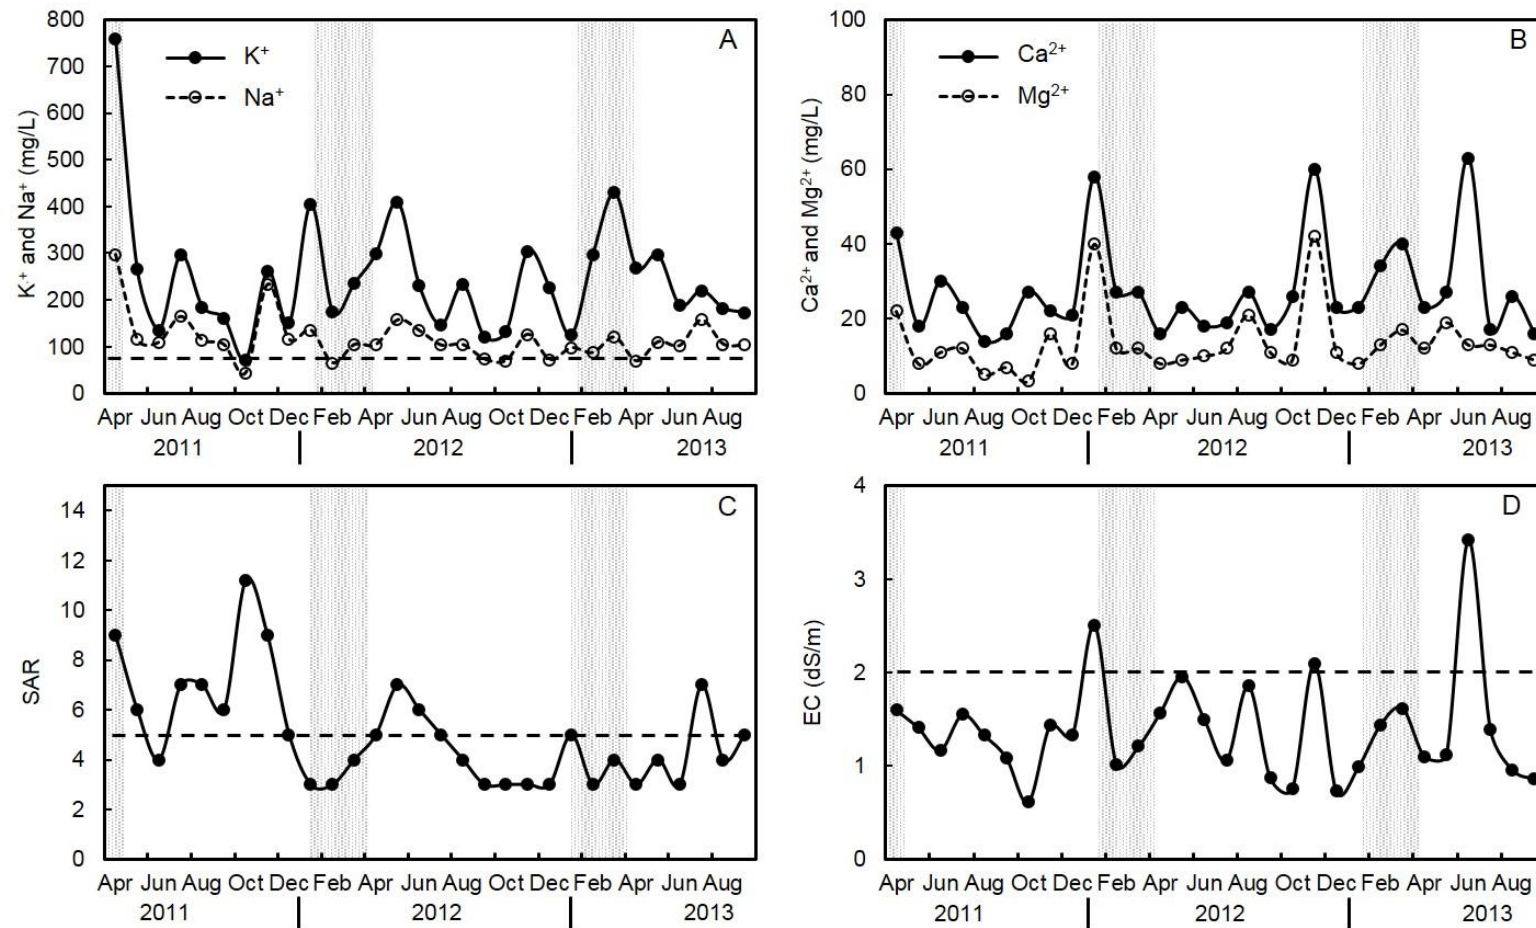 A
K⁺
Na⁺
K⁺ and Na⁺ (mg/L)
800
700
600
500
400
300
200
100
0
Apr Jun Aug Oct Dec Feb Apr Jun Aug Oct Dec Feb Apr Jun Aug
2011 2012 2013
B
Ca²⁺
Mg²⁺
Ca²⁺ and Mg²⁺ (mg/L)
100
80
60
40
20
0
Apr Jun Aug Oct Dec Feb Apr Jun Aug Oct Dec Feb Apr Jun Aug
2011 2012 2013
C
SAR
14
12
10
8
6
4
2
0
Apr Jun Aug Oct Dec Feb Apr Jun Aug Oct Dec Feb Apr Jun Aug
2011 2012 2013
D
EC (dS/m)
4
3
2
1
0
Apr Jun Aug Oct Dec Feb Apr Jun Aug Oct Dec Feb Apr Jun Aug
2011 2012 2013